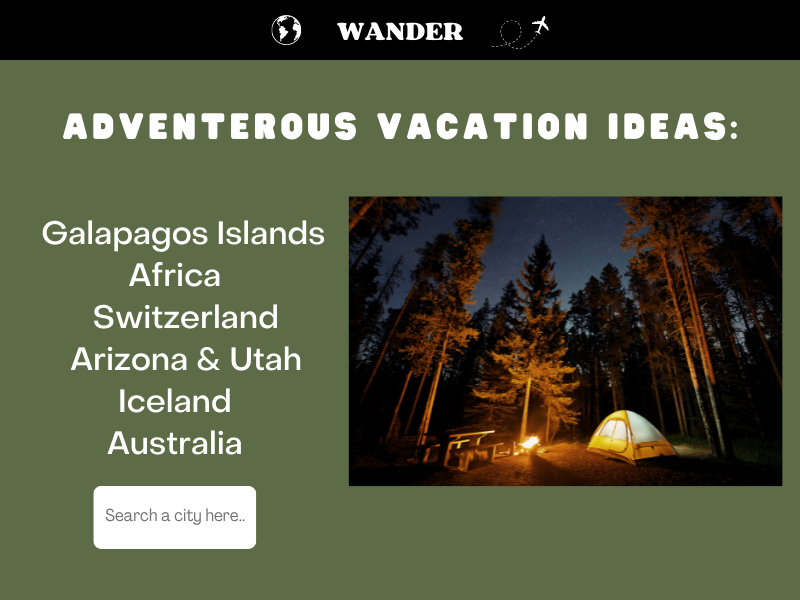 WANDER
ADVENTEROUS VACATION IDEAS:
Galapagos Islands
Africa
Switzerland
Arizona & Utah
Iceland
Australia
Search a city here..